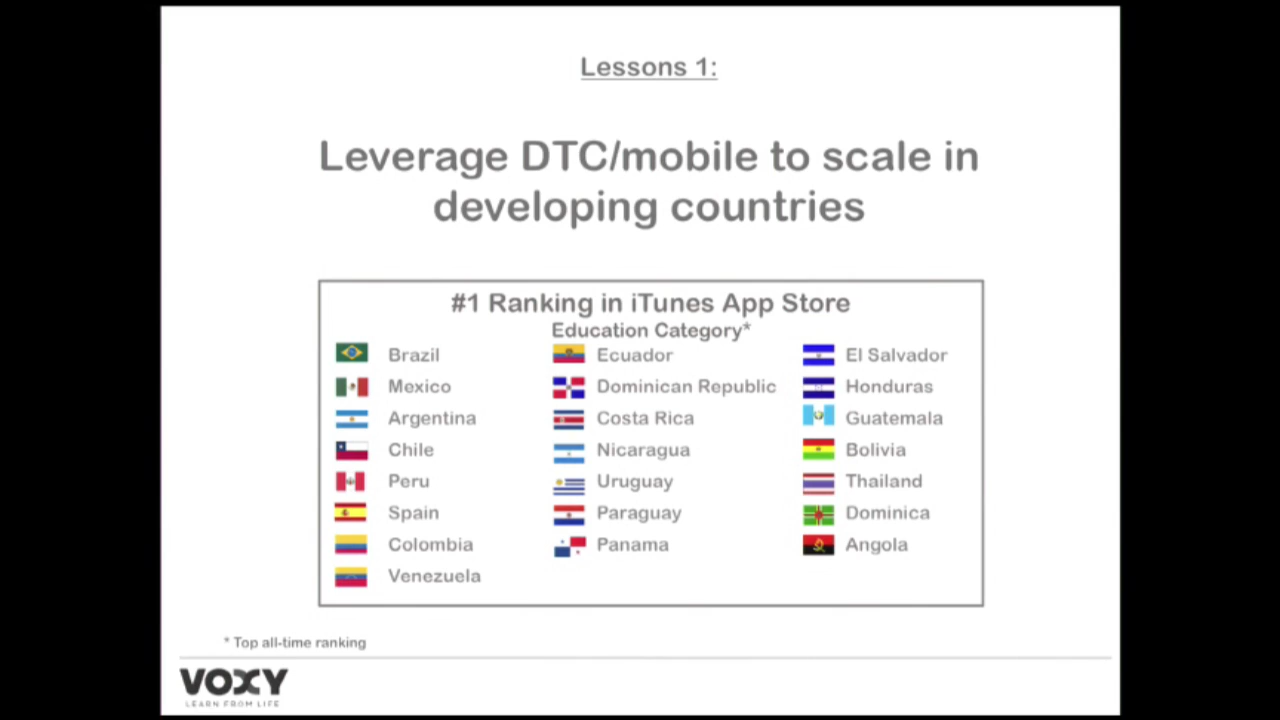 Lessons 1:
Leverage DTC/mobile to scale in
developing countries
#1 Ranking in iTunes App Store
Education Category*
Brazil
Mexico
Argentina
Chile
Peru
Spain
Colombia
Venezuela
Ecuador
Dominican Republic
Costa Rica
Nicaragua
Uruguay
Paraguay
Panama
El Salvador
Honduras
Guatemala
Bolivia
Thailand
Dominica
Angola
* Top all-time ranking
VOXY
LEARN FROM LIFE